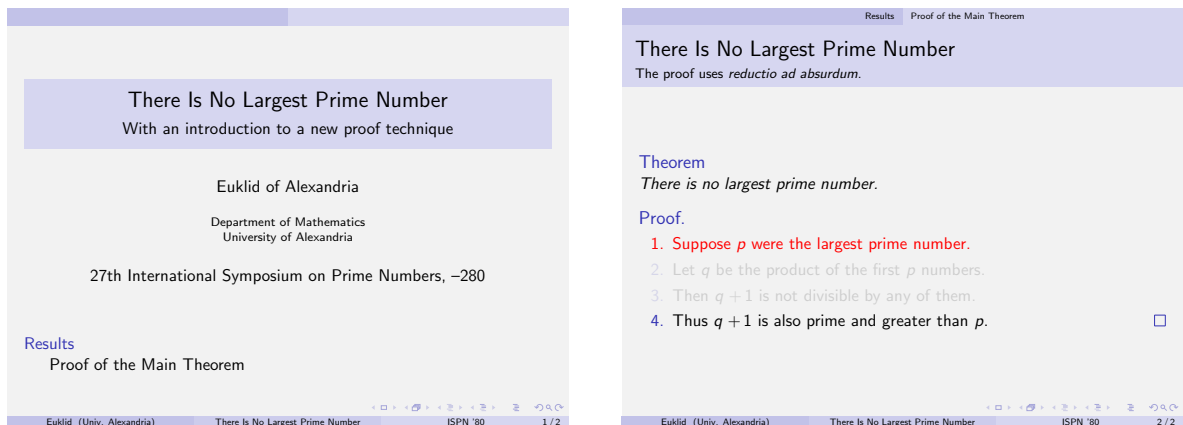 There Is No Largest Prime Number
With an introduction to a new proof technique
Euklid of Alexandria
Department of Mathematics
University of Alexandria
27th International Symposium on Prime Numbers, –280
Results
Proof of the Main Theorem
Euklid (Univ. Alexandria) There Is No Largest Prime Number ISPN '80 1 / 2
Results Proof of the Main Theorem
There Is No Largest Prime Number
The proof uses reductio ad absurdum.
Theorem
There is no largest prime number.
Proof.
1. Suppose p were the largest prime number.
2. Let q be the product of the first p numbers.
3. Then q + 1 is not divisible by any of them.
4. Thus q + 1 is also prime and greater than p.
Euklid (Univ. Alexandria) There Is No Largest Prime Number ISPN '80 2 / 2